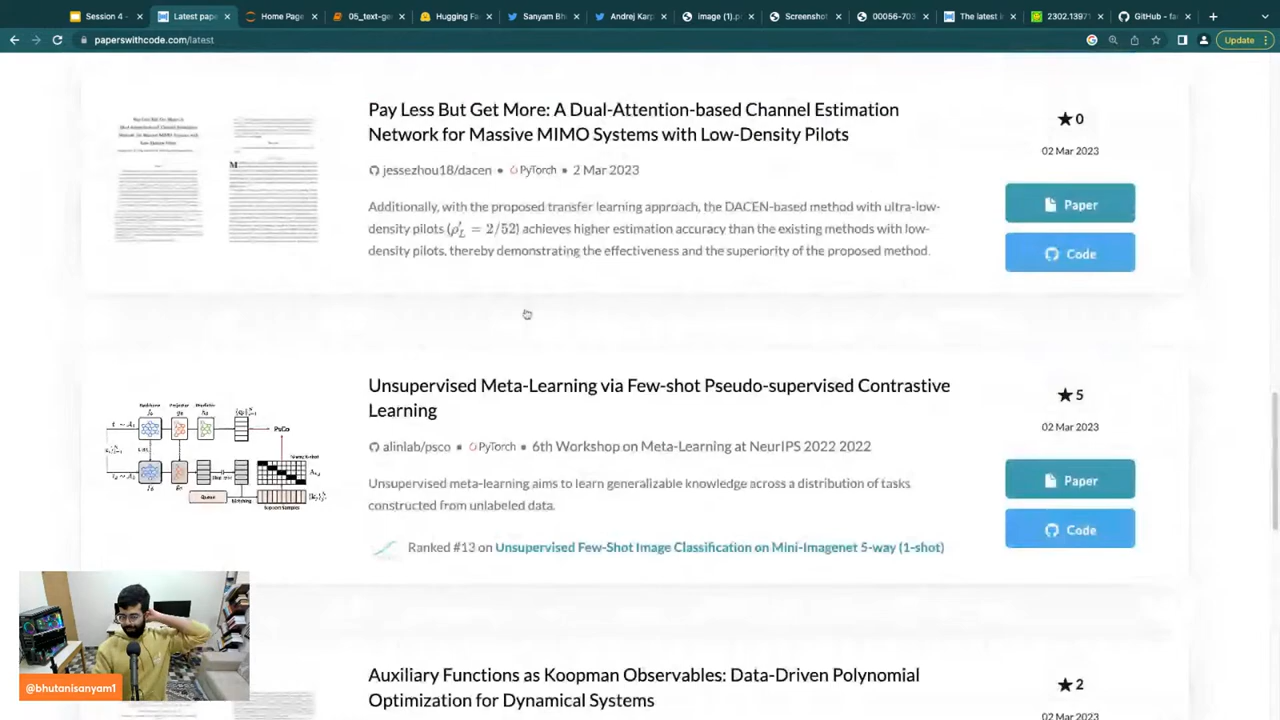 Session 4 -
Latest pape
Home Page
05_text-ge
Hugging Fa
Sanyam Bh
Andrej Karp
image (1).p
Screenshot
00056-703
The latest i
2302.13971
GitHub - fa
paperswithcode.com/latest
Update
Pay Less But Get More: A Dual-Attention-based Channel Estimation
Network for Massive MIMO Systems with Low-Density Pilots
★ 0
02 Mar 2023
jessezhou18/dacen • PyTorch • 2 Mar 2023
Paper
Additionally, with the proposed transfer learning approach, the DACEN-based method with ultra-low-
density pilots (ρ′L = 2/52) achieves higher estimation accuracy than the existing methods with low-
density pilots, thereby demonstrating the effectiveness and the superiority of the proposed method.
Code
Unsupervised Meta-Learning via Few-shot Pseudo-supervised Contrastive
Learning
★ 5
02 Mar 2023
alinlab/psco • PyTorch • 6th Workshop on Meta-Learning at NeurIPS 2022 2022
Paper
Unsupervised meta-learning aims to learn generalizable knowledge across a distribution of tasks
constructed from unlabeled data.
Code
Ranked #13 on Unsupervised Few-Shot Image Classification on Mini-Imagenet 5-way (1-shot)
PsCo
Queue
Auxiliary Functions as Koopman Observables: Data-Driven Polynomial
Optimization for Dynamical Systems
★ 2
02 Mar 2023
@bhutanisanyam1